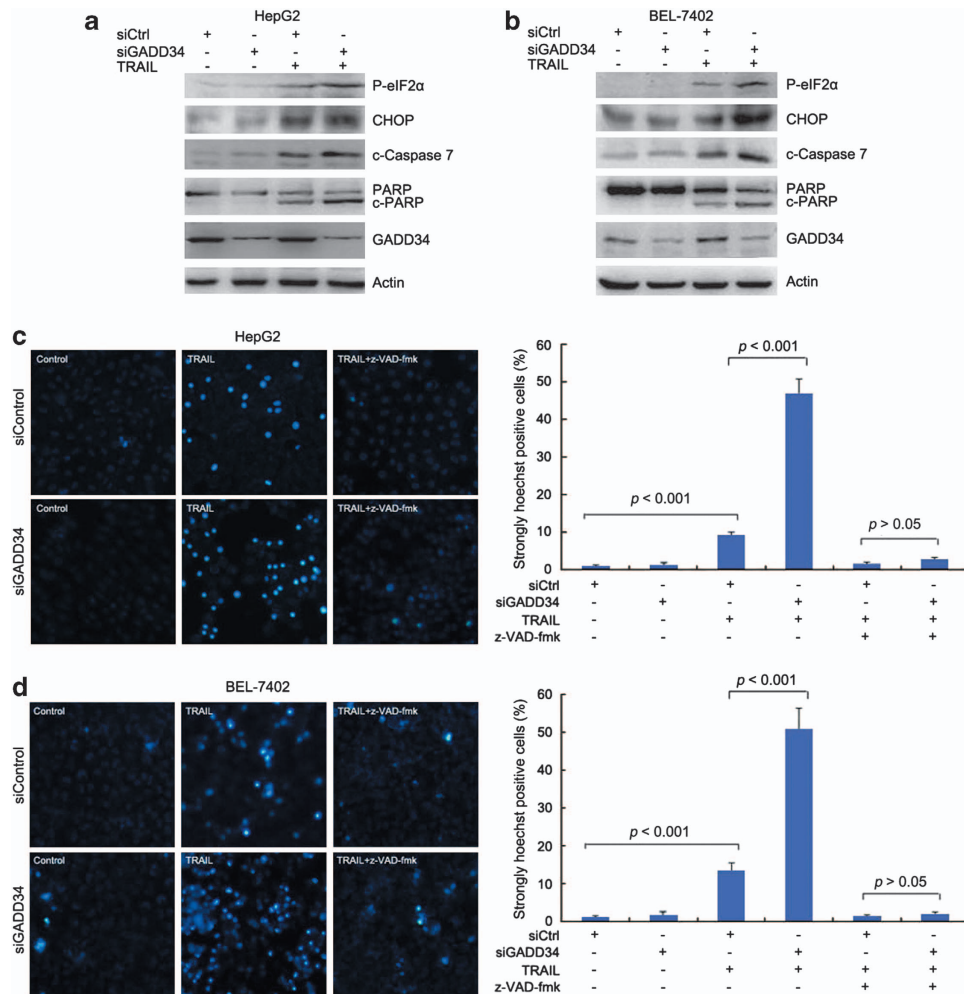 a
HepG2
siCtrl + - + -
siGADD34 - + - +
TRAIL - - + +
P-eIF2α
CHOP
c-Caspase 7
PARP
c-PARP
GADD34
Actin
b
BEL-7402
siCtrl + - + -
siGADD34 - + - +
TRAIL - - + +
P-eIF2α
CHOP
c-Caspase 7
PARP
c-PARP
GADD34
Actin
c
HepG2
siControl
Control
TRAIL
TRAIL+z-VAD-fmk
siGADD34
Control
TRAIL
TRAIL+z-VAD-fmk
Strongly hoechst positive cells (%)
60
50
40
30
20
10
0
p < 0.001
p < 0.001
p > 0.05
siCtrl + - + - + -
siGADD34 - + - + - +
TRAIL - - + + + +
z-VAD-fmk - - - - + +
d
BEL-7402
siControl
Control
TRAIL
TRAIL+z-VAD-fmk
siGADD34
Control
TRAIL
TRAIL+z-VAD-fmk
Strongly hoechst positive cells (%)
60
50
40
30
20
10
0
p < 0.001
p < 0.001
p > 0.05
siCtrl + - + - + -
siGADD34 - + - + - +
TRAIL - - + + + +
z-VAD-fmk - - - - + +